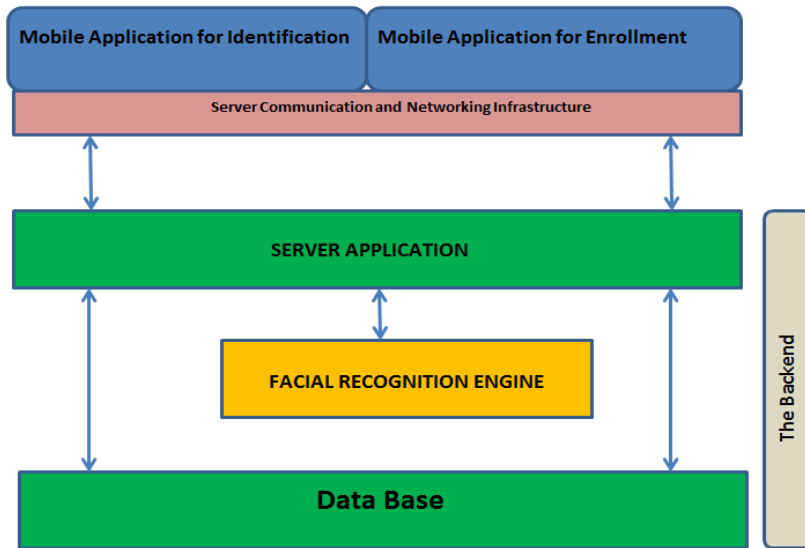 Mobile Application for Identification
Mobile Application for Enrollment
Server Communication and Networking Infrastructure
SERVER APPLICATION
FACIAL RECOGNITION ENGINE
The Backend
Data Base